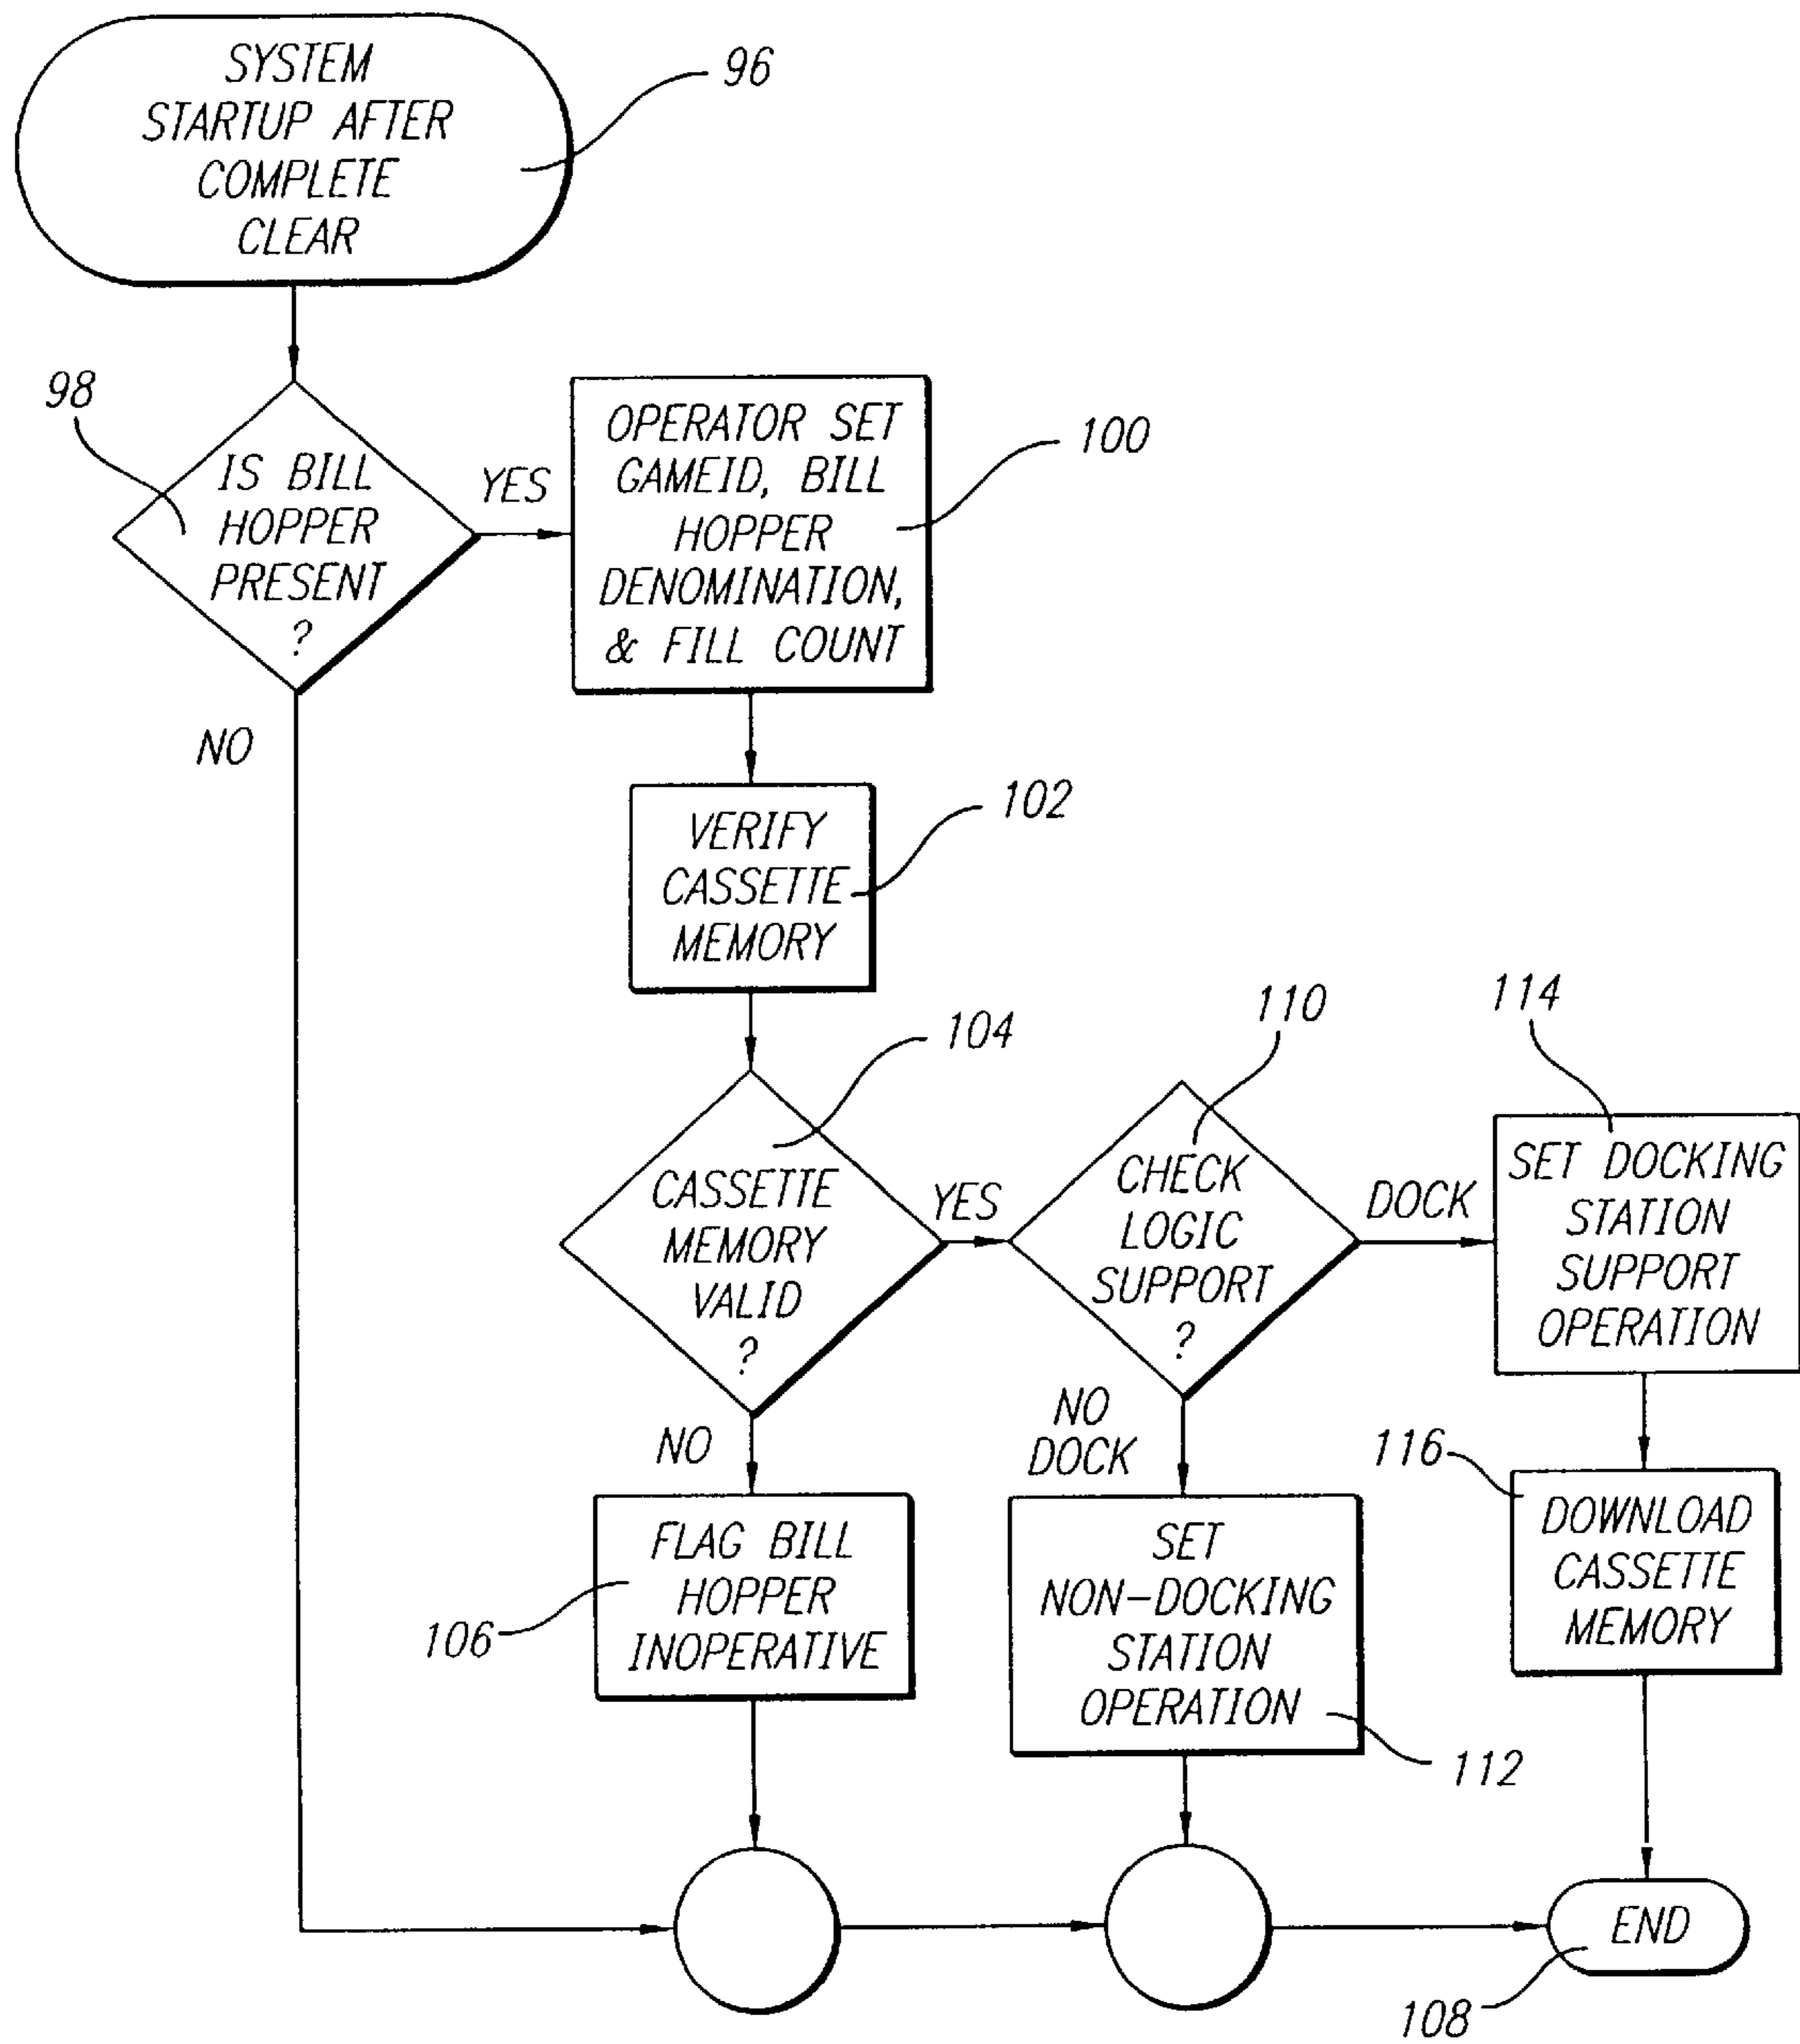 SYSTEM
STARTUP AFTER
COMPLETE
CLEAR
96
98
IS BILL
HOPPER
PRESENT
?
YES
NO
OPERATOR SET
GAMEID, BILL
HOPPER
DENOMINATION,
& FILL COUNT
100
VERIFY
CASSETTE
MEMORY
102
104
CASSETTE
MEMORY
VALID
?
YES
NO
110
CHECK
LOGIC
SUPPORT
?
DOCK
NO
DOCK
114
SET DOCKING
STATION
SUPPORT
OPERATION
116
DOWNLOAD
CASSETTE
MEMORY
FLAG BILL
HOPPER
INOPERATIVE
106
SET
NON-DOCKING
STATION
OPERATION
112
END
108